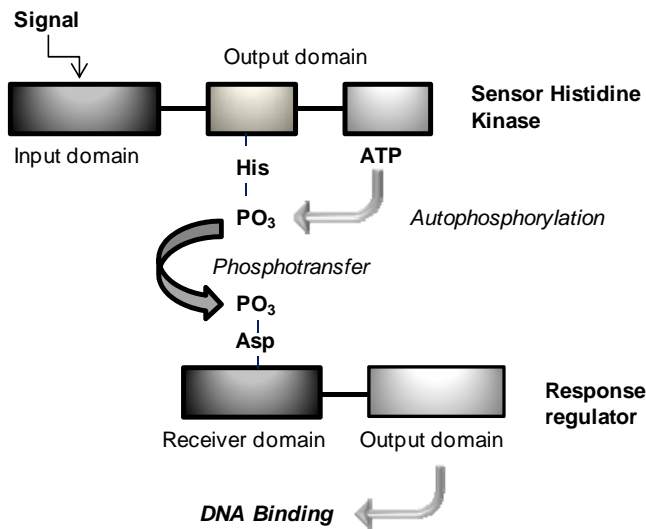 Signal
Output domain
Sensor Histidine
Kinase
Input domain
ATP
His
PO₃
Autophosphorylation
Phosphotransfer
PO₃
Asp
Response
regulator
Receiver domain
Output domain
DNA Binding